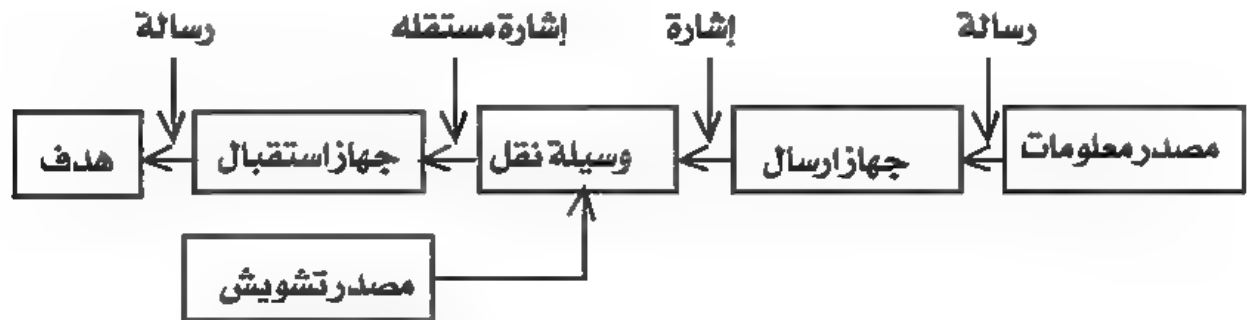 رسالة
إشارة
إشارة مستقله
رسالة
مصدر معلومات
جهاز ارسال
وسيلة نقل
جهاز استقبال
هدف
مصدر تشويش